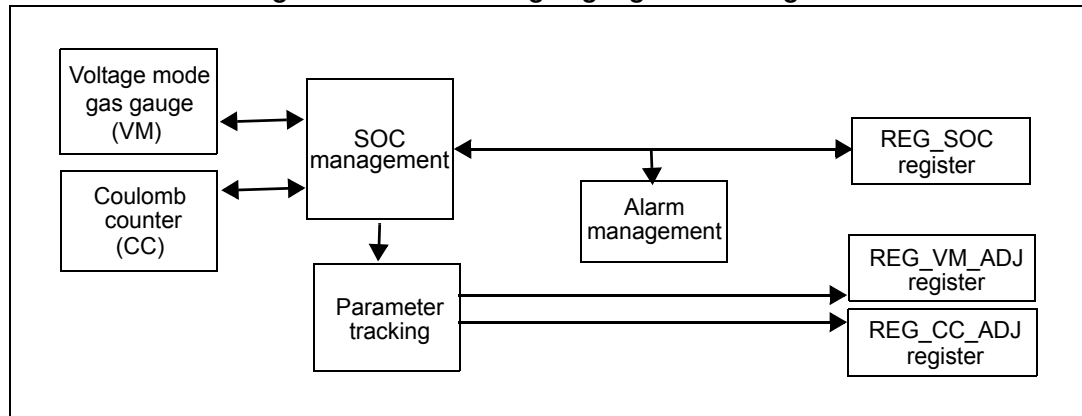 Voltage mode
gas gauge
(VM)
Coulomb
counter
(CC)
SOC
management
Parameter
tracking
Alarm
management
REG_SOC
register
REG_VM_ADJ
register
REG_CC_ADJ
register